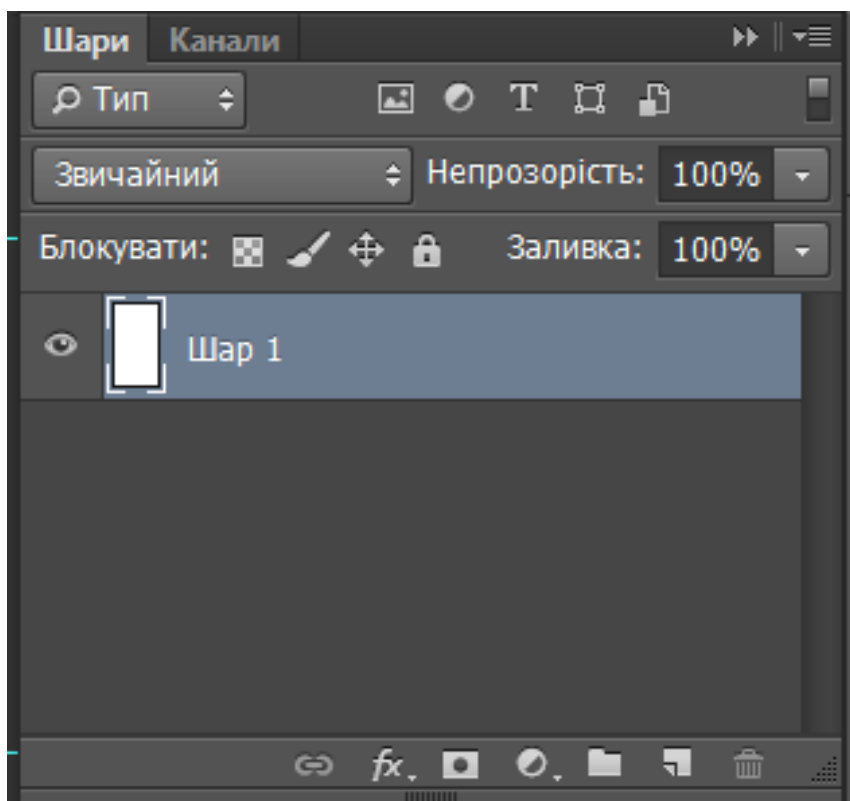 Шари Канали
Тип
Звичайний Непрозорість: 100%
Блокувати: Заливка: 100%
Шар 1
fx.